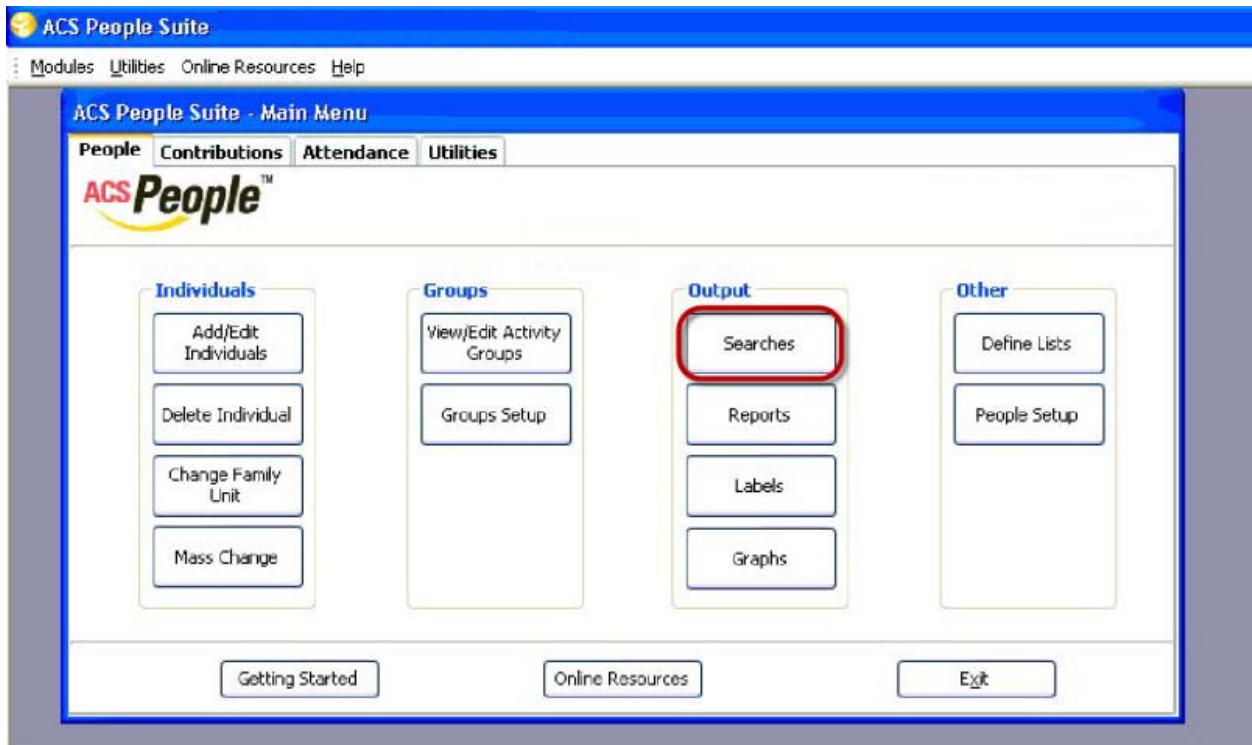 ACS People Suite
Modules Utilities Online Resources Help
ACS People Suite - Main Menu
People Contributions Attendance Utilities
ACS People™
Individuals
Add/Edit
Individuals
Delete Individual
Change Family
Unit
Mass Change
Groups
View/Edit Activity
Groups
Groups Setup
Output
Searches
Reports
Labels
Graphs
Other
Define Lists
People Setup
Getting Started
Online Resources
Exit